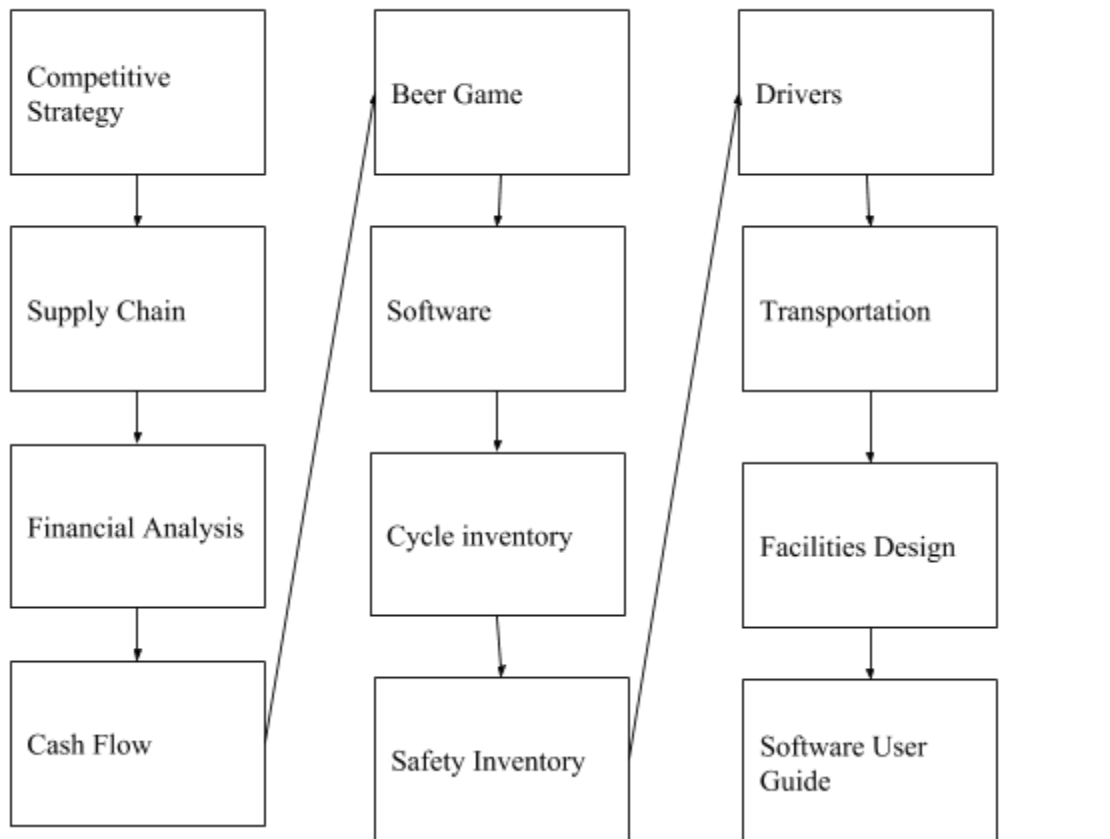 Competitive
Strategy
Supply Chain
Financial Analysis
Cash Flow
Beer Game
Software
Cycle inventory
Safety Inventory
Drivers
Transportation
Facilities Design
Software User
Guide